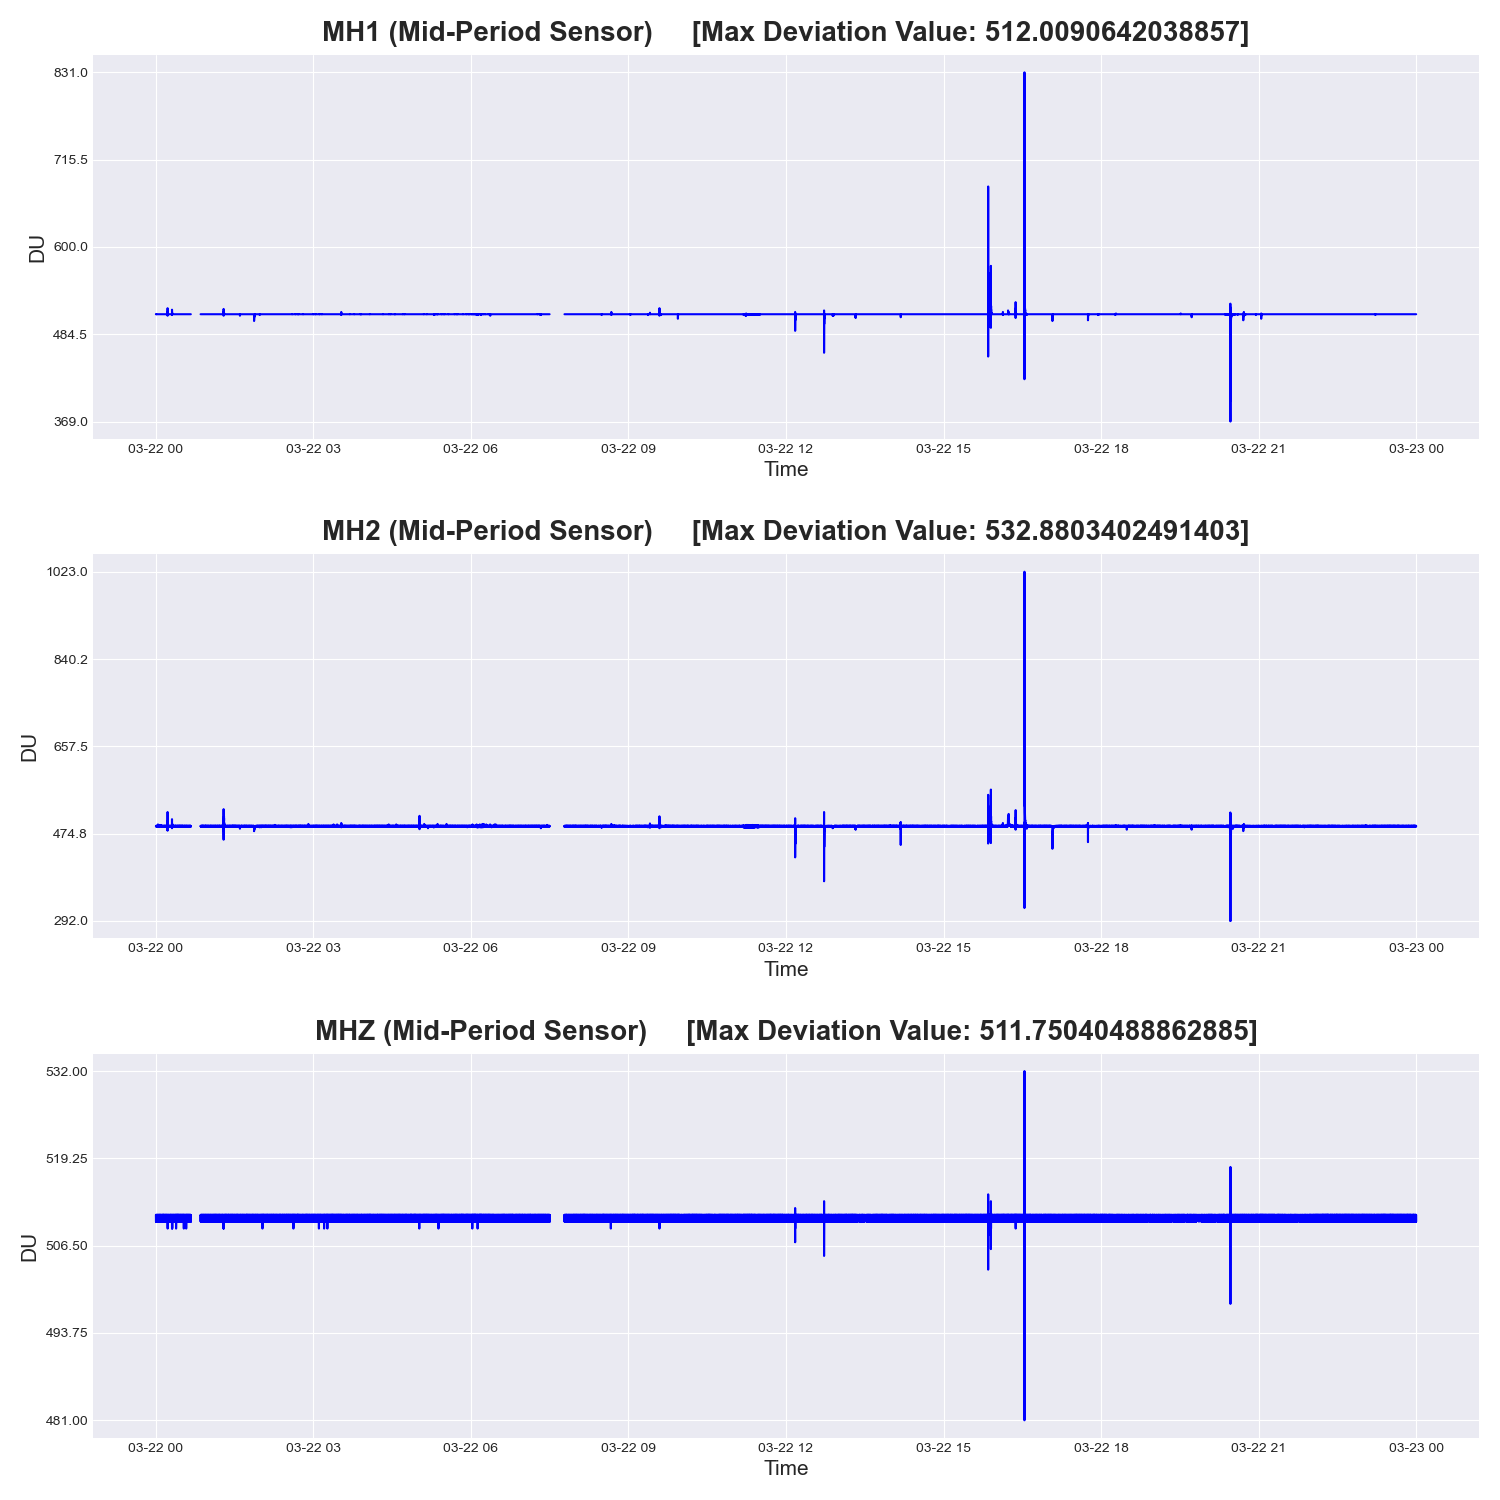 MH1 (Mid-Period Sensor) [Max Deviation Value: 512.0090642038857]
831.0
715.5
600.0
484.5
369.0
DU
03-22 00 03-22 03 03-22 06 03-22 09 03-22 12 03-22 15 03-22 18 03-22 21 03-23 00
Time
MH2 (Mid-Period Sensor) [Max Deviation Value: 532.8803402491403]
1023.0
840.2
657.5
474.8
292.0
DU
03-22 00 03-22 03 03-22 06 03-22 09 03-22 12 03-22 15 03-22 18 03-22 21 03-23 00
Time
MHZ (Mid-Period Sensor) [Max Deviation Value: 511.75040488862885]
532.00
519.25
506.50
493.75
481.00
DU
03-22 00 03-22 03 03-22 06 03-22 09 03-22 12 03-22 15 03-22 18 03-22 21 03-23 00
Time